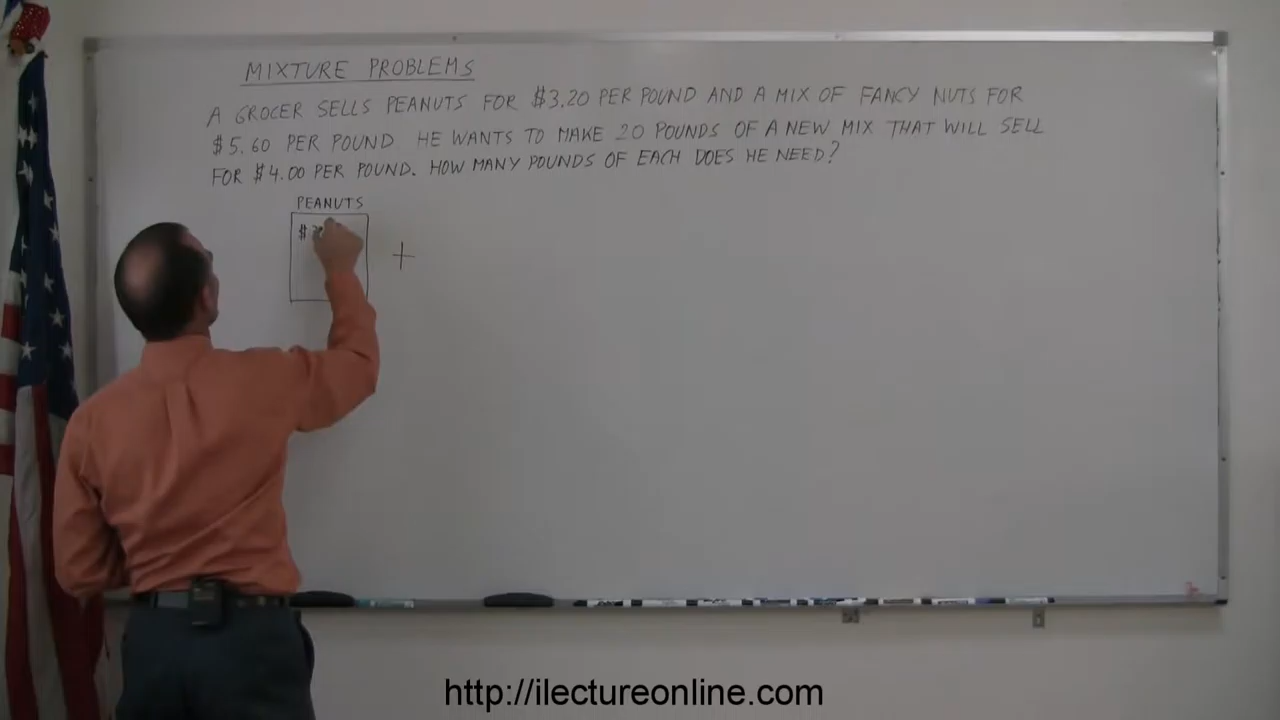 MIXTURE PROBLEMS
A GROCER SELLS PEANUTS FOR $3.20 PER POUND AND A MIX OF FANCY NUTS FOR
$5.60 PER POUND HE WANTS TO MAKE 20 POUNDS OF A NEW MIX THAT WILL SELL
FOR $4.00 PER POUND. HOW MANY POUNDS OF EACH DOES HE NEED?
PEANUTS
$
+
http://ilectureonline.com